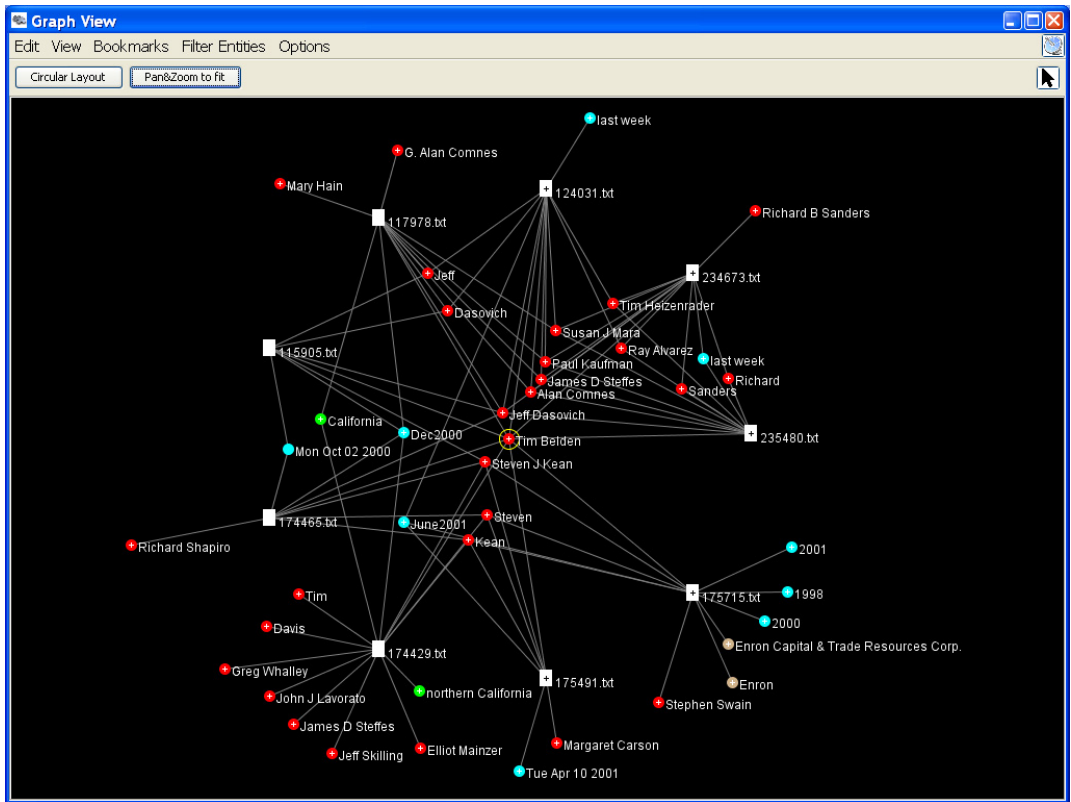 Graph View
Edit View Bookmarks Filter Entities Options
Circular Layout Pan&Zoom to fit
last week
G. Alan Comnes
Mary Hain
124031.txt
Richard B Sanders
117978.txt
Jeff
234673.txt
Tim Heizenrader
Dasovich
Susan J Mara
115905.txt
Ray Alvarez
Paul Kaufman
last week
James D Steffes
Richard
Alan Comnes
Sanders
Jeff Dasovich
California
Dec2000
Tim Belden
235480.txt
Mon Oct 02 2000
Steven J Kean
174465.txt
June2001
Steven
Kean
Richard Shapiro
2001
Tim
175715.txt
1998
Davis
2000
174429.txt
Enron Capital & Trade Resources Corp.
Greg Whalley
175491.txt
Enron
northern California
John J Lavorato
Stephen Swain
James D Steffes
Jeff Skilling
Elliot Mainzer
Margaret Carson
Tue Apr 10 2001